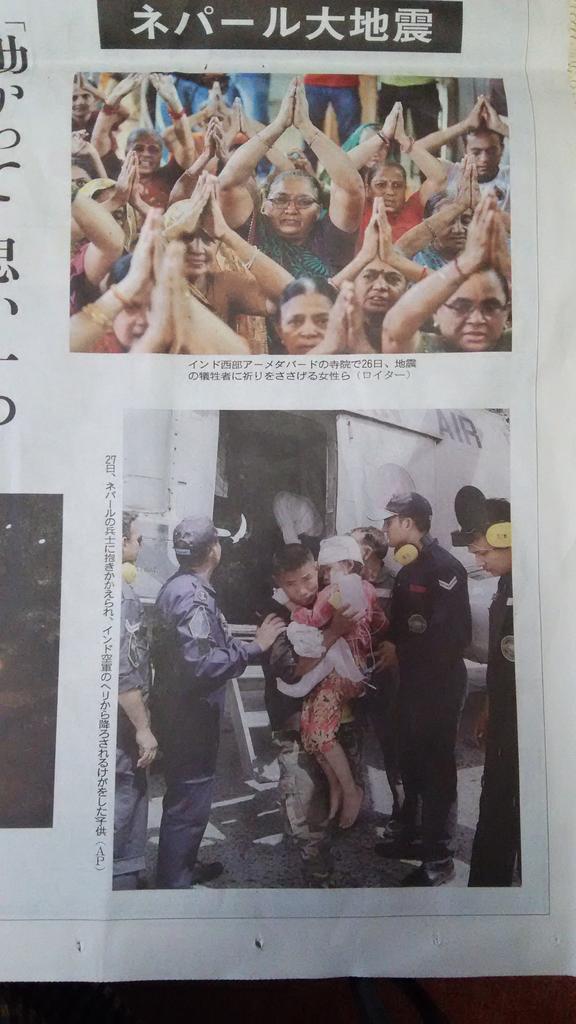 ネパール大地震
インド西部アーメダバードの寺院で26日、地震
の犠牲者に祈りをささげる女性ら（ロイター）
27日、ネパールの兵士に抱きかかえられ、インド空軍のヘリから降ろされるけがをした子供（AP）
AIR